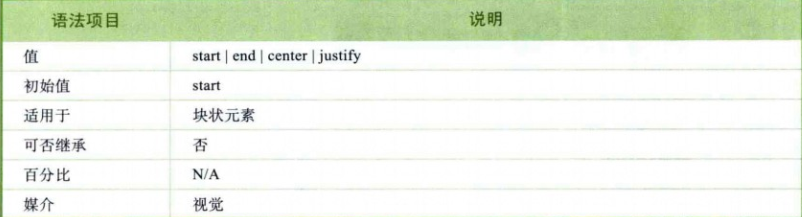 语法项目 说明
值 start | end | center | justify
初始值 start
适用于 块状元素
可否继承 否
百分比 N/A
媒介 视觉